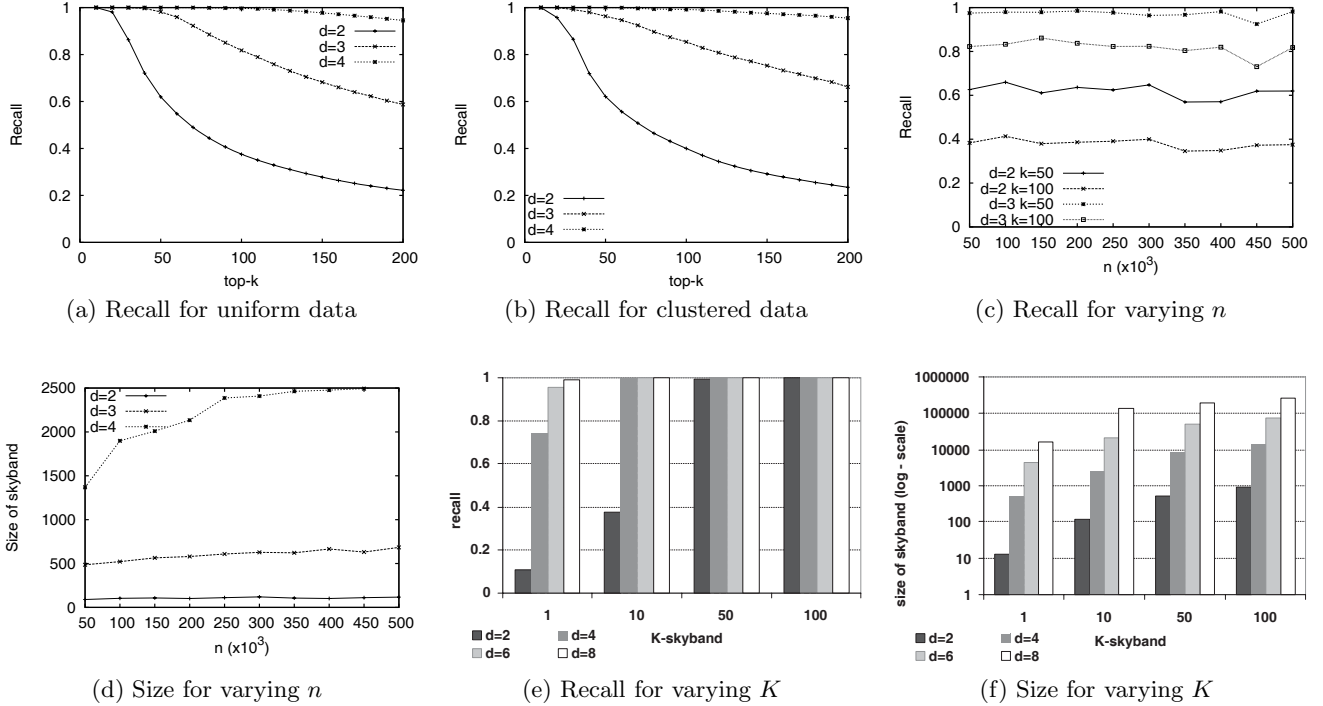 1
0.8
0.6
0.4
0.2
0
Recall
d=2
d=3
d=4
0 50 100 150 200
top-k
(a) Recall for uniform data
1
0.8
0.6
0.4
0.2
0
Recall
d=2
d=3
d=4
0 50 100 150 200
top-k
(b) Recall for clustered data
1
0.8
0.6
0.4
0.2
0
Recall
d=2 k=50
d=2 k=100
d=3 k=50
d=3 k=100
50 100 150 200 250 300 350 400 450 500
n (x10³)
(c) Recall for varying n
2500
2000
1500
1000
500
0
Size of skyband
d=2
d=3
d=4
50 100 150 200 250 300 350 400 450 500
n (x10³)
(d) Size for varying n
1
0.8
0.6
0.4
0.2
0
recall
1 10 50 100
K-skyband
d=2 d=4
d=6 d=8
(e) Recall for varying K
1000000
100000
10000
1000
100
10
1
size of skyband (log - scale)
1 10 50 100
K-skyband
d=2 d=4
d=6 d=8
(f) Size for varying K